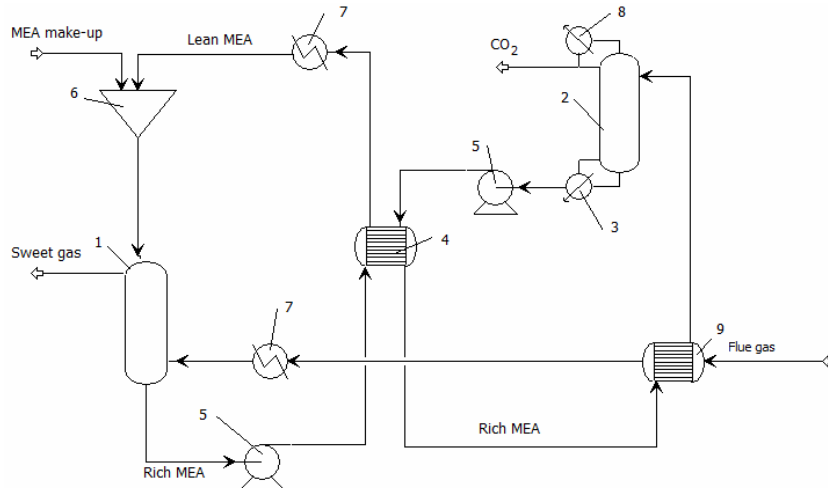 MEA make-up
Lean MEA
7
8
CO2
2
6
5
3
1
4
Sweet gas
7
9
Flue gas
5
Rich MEA
Rich MEA